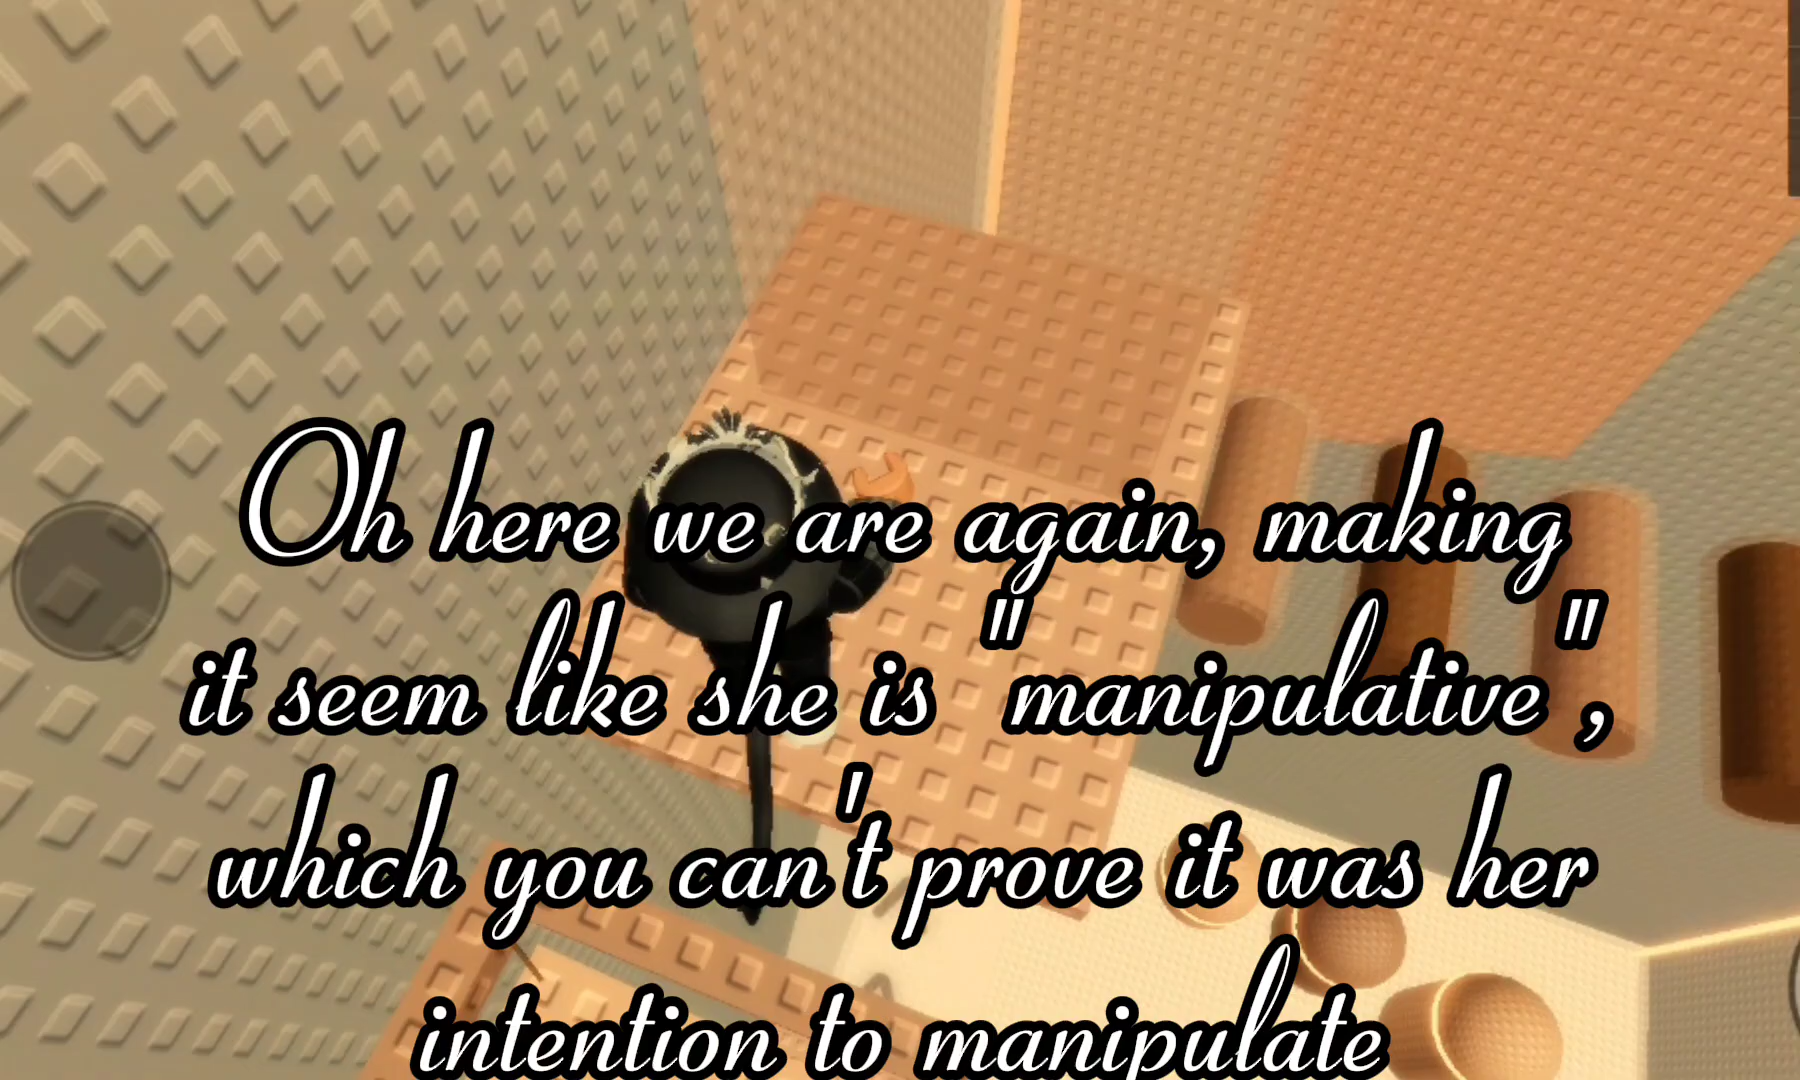 Oh here we are again, making
it seem like she is "manipulative",
which you can't prove it was her
intention to manipulate